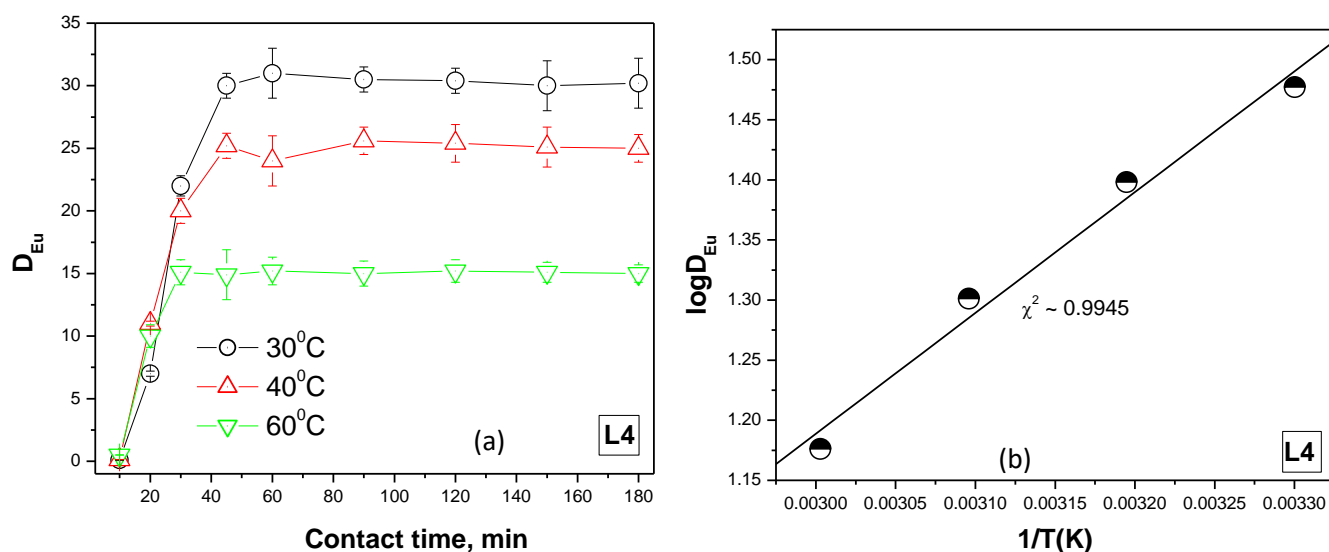 35
30
25
20
15
10
5
0
D_Eu
30⁰C
40⁰C
60⁰C
(a)
L4
20 40 60 80 100 120 140 160 180
Contact time, min
1.50
1.45
1.40
1.35
1.30
1.25
1.20
1.15
logD_Eu
χ² ~ 0.9945
(b)
L4
0.00300 0.00305 0.00310 0.00315 0.00320 0.00325 0.00330
1/T(K)